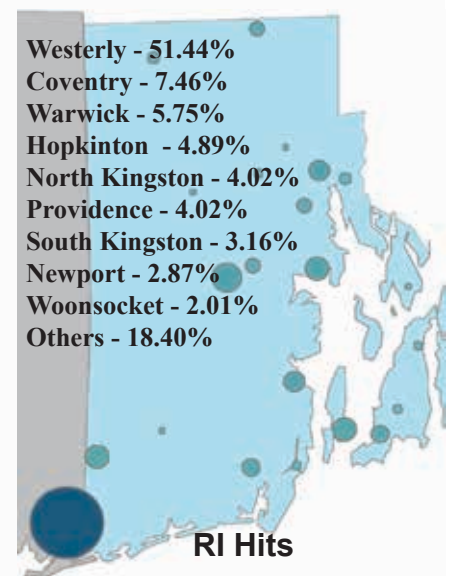 Westerly - 51.44%
Coventry - 7.46%
Warwick - 5.75%
Hopkinton - 4.89%
North Kingston - 4.02%
Providence - 4.02%
South Kingston - 3.16%
Newport - 2.87%
Woonsocket - 2.01%
Others - 18.40%
RI Hits